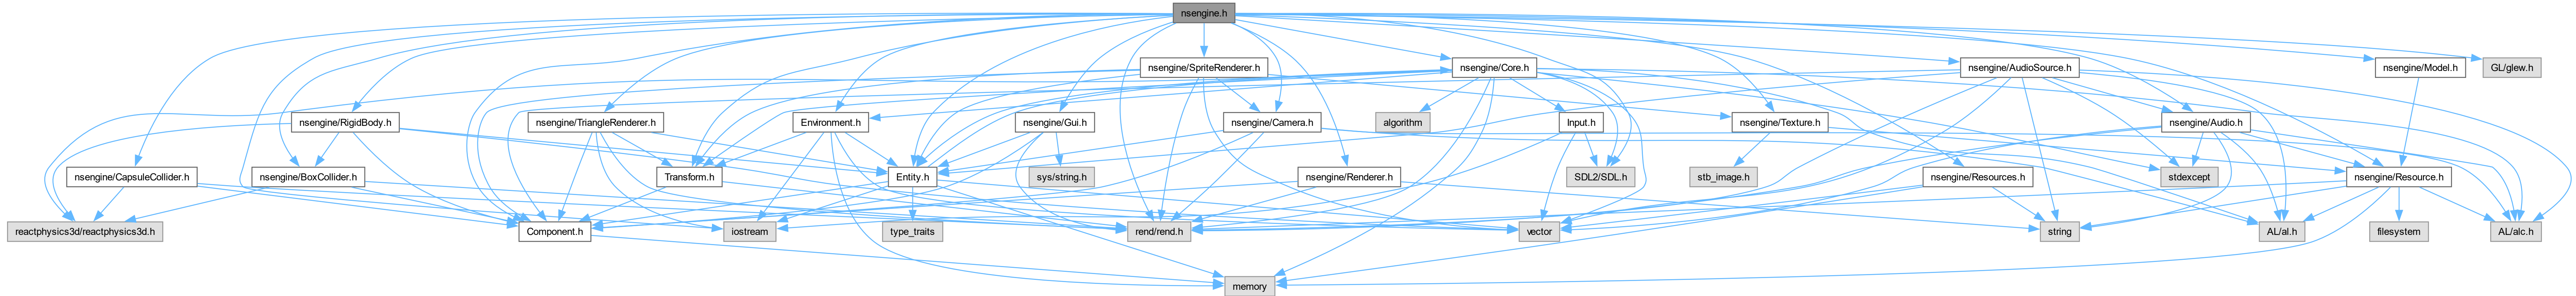 nsengine.h
nsengine/SpriteRenderer.h
nsengine/Core.h
nsengine/AudioSource.h
nsengine/Model.h
GL/glew.h
nsengine/RigidBody.h
nsengine/TriangleRenderer.h
Environment.h
nsengine/Gui.h
nsengine/Camera.h
algorithm
Input.h
nsengine/Texture.h
nsengine/Audio.h
nsengine/CapsuleCollider.h
nsengine/BoxCollider.h
Transform.h
Entity.h
sys/string.h
nsengine/Renderer.h
SDL2/SDL.h
stb_image.h
nsengine/Resources.h
stdexcept
nsengine/Resource.h
reactphysics3d/reactphysics3d.h
Component.h
iostream
type_traits
rend/rend.h
vector
string
AL/al.h
filesystem
AL/alc.h
memory